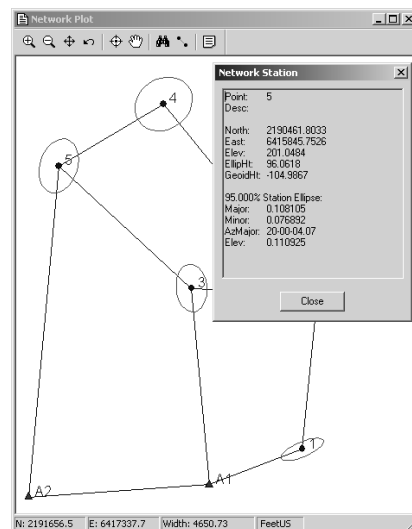 Network Plot
4
Network Station
Point: 5
Desc:
North: 2190461.8033
East: 6415845.7526
Elev: 201.0484
EllipHt: 96.0618
GeoidHt: -104.9867
95.000% Station Ellipse:
Major: 0.108105
Minor: 0.076892
AzMajor: 20-00-04.07
Elev: 0.110925
Close
5
3
1
A2
A1
N: 2191656.5 E: 6417337.7 Width: 4650.73 FeetUS